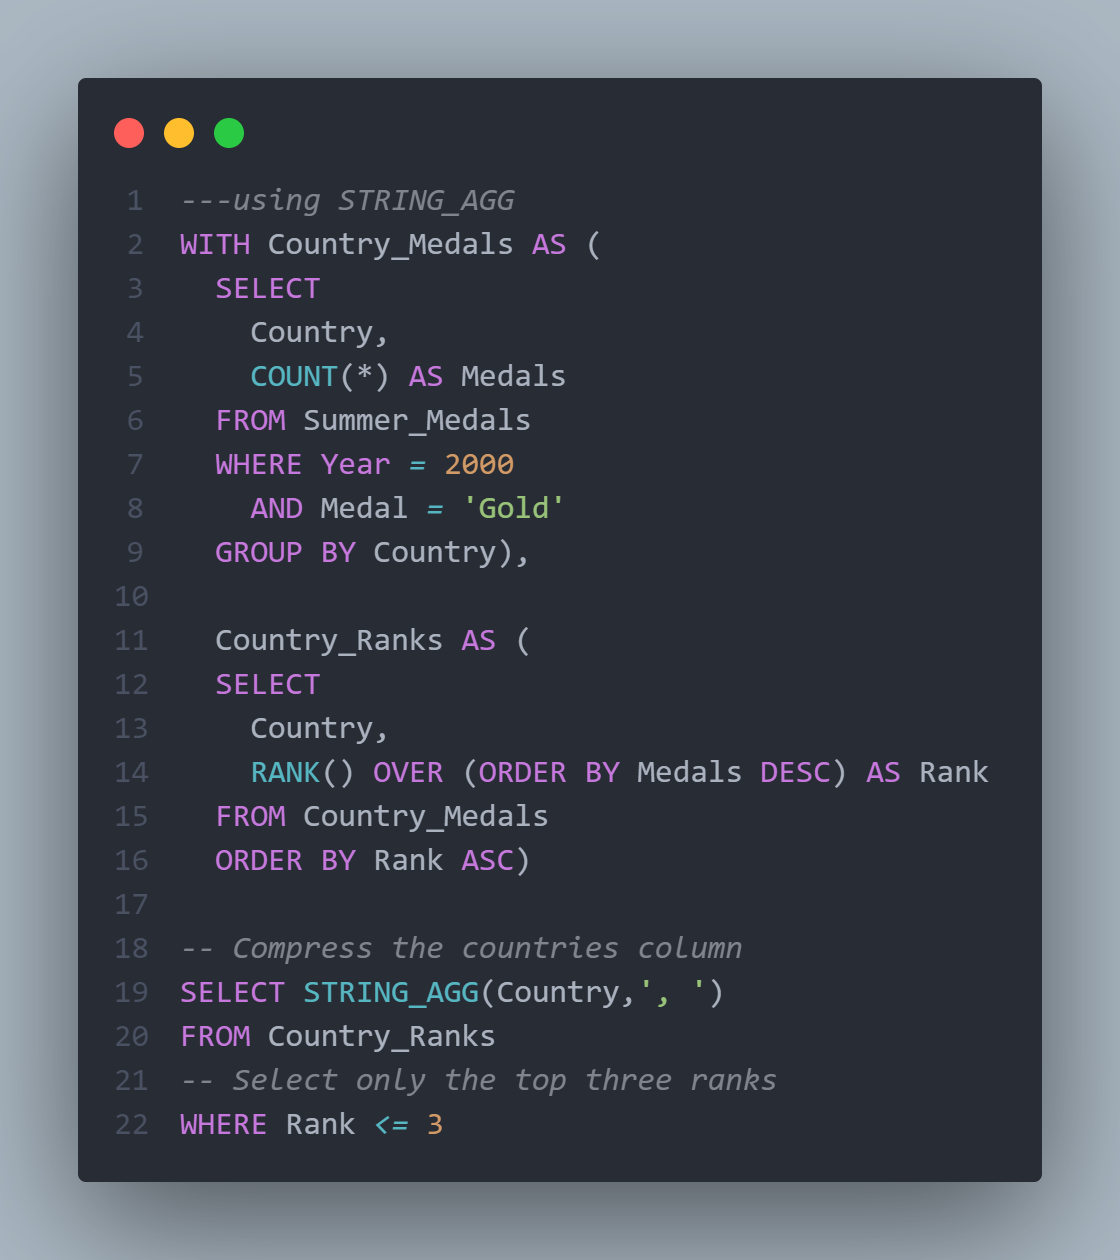 1 ---using STRING_AGG
2 WITH Country_Medals AS (
3   SELECT
4     Country,
5     COUNT(*) AS Medals
6   FROM Summer_Medals
7   WHERE Year = 2000
8     AND Medal = 'Gold'
9   GROUP BY Country),
10
11   Country_Ranks AS (
12   SELECT
13     Country,
14     RANK() OVER (ORDER BY Medals DESC) AS Rank
15   FROM Country_Medals
16   ORDER BY Rank ASC)
17
18 -- Compress the countries column
19 SELECT STRING_AGG(Country,', ')
20 FROM Country_Ranks
21 -- Select only the top three ranks
22 WHERE Rank <= 3